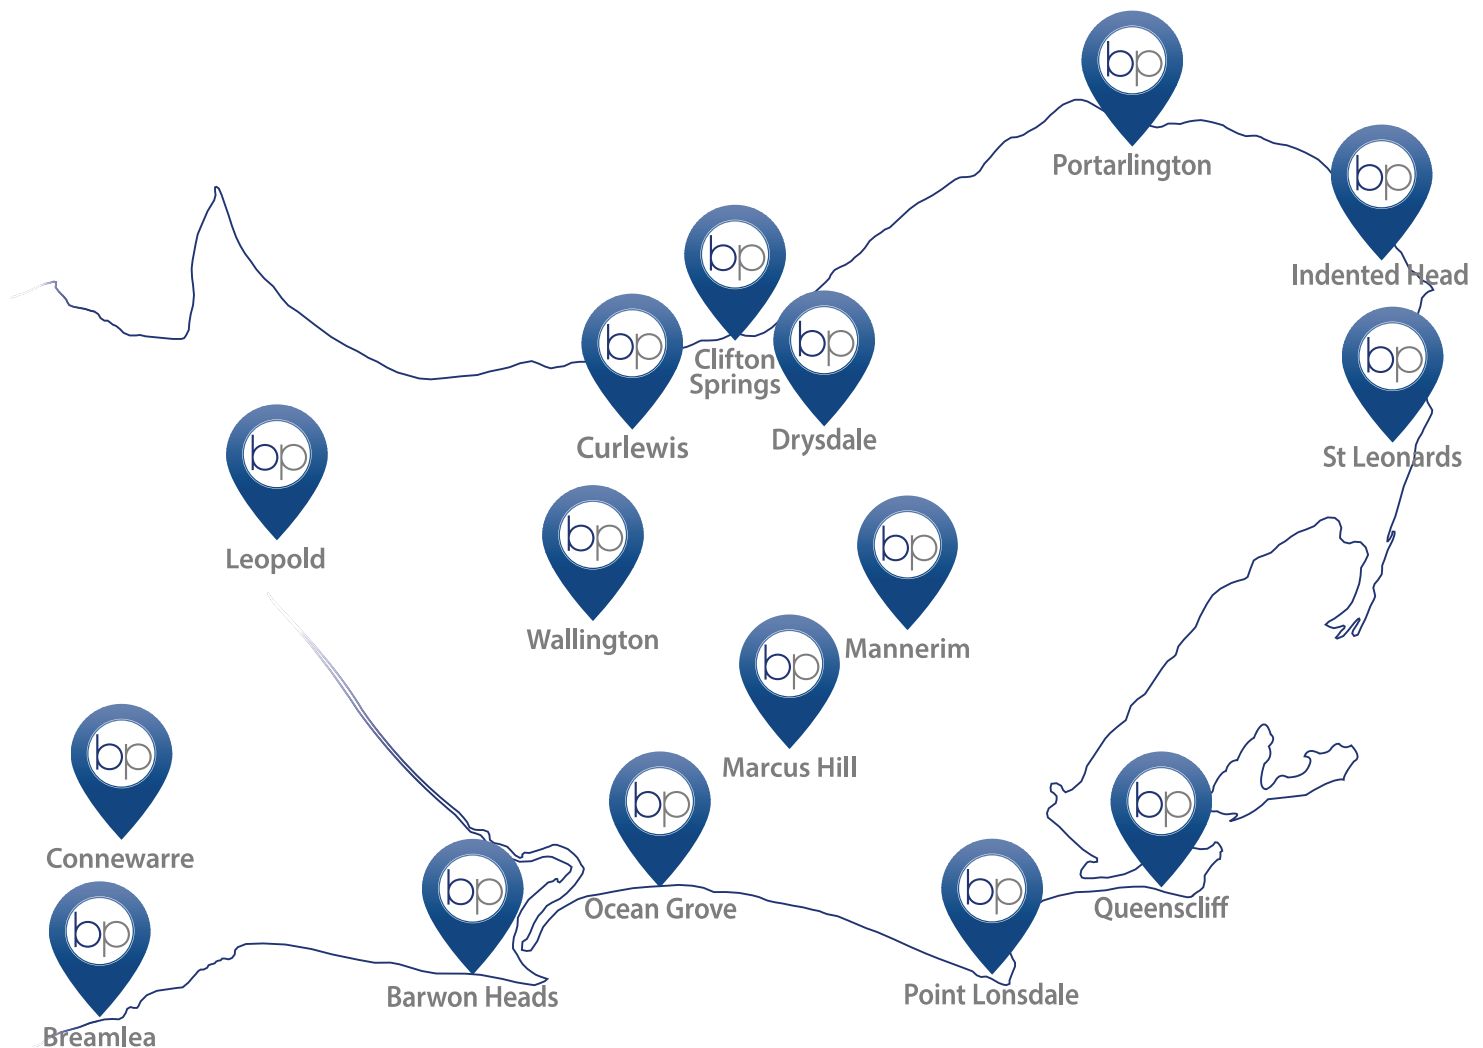 bp
Portarlington
bp
Indented Head
bp
Clifton
Springs
bp
Curlewis
bp
Drysdale
bp
St Leonards
bp
Leopold
bp
Wallington
bp
Mannerim
bp
Marcus Hill
bp
Connewarre
bp
Ocean Grove
bp
Queenscliff
bp
Barwon Heads
bp
Point Lonsdale
bp
Breamlea